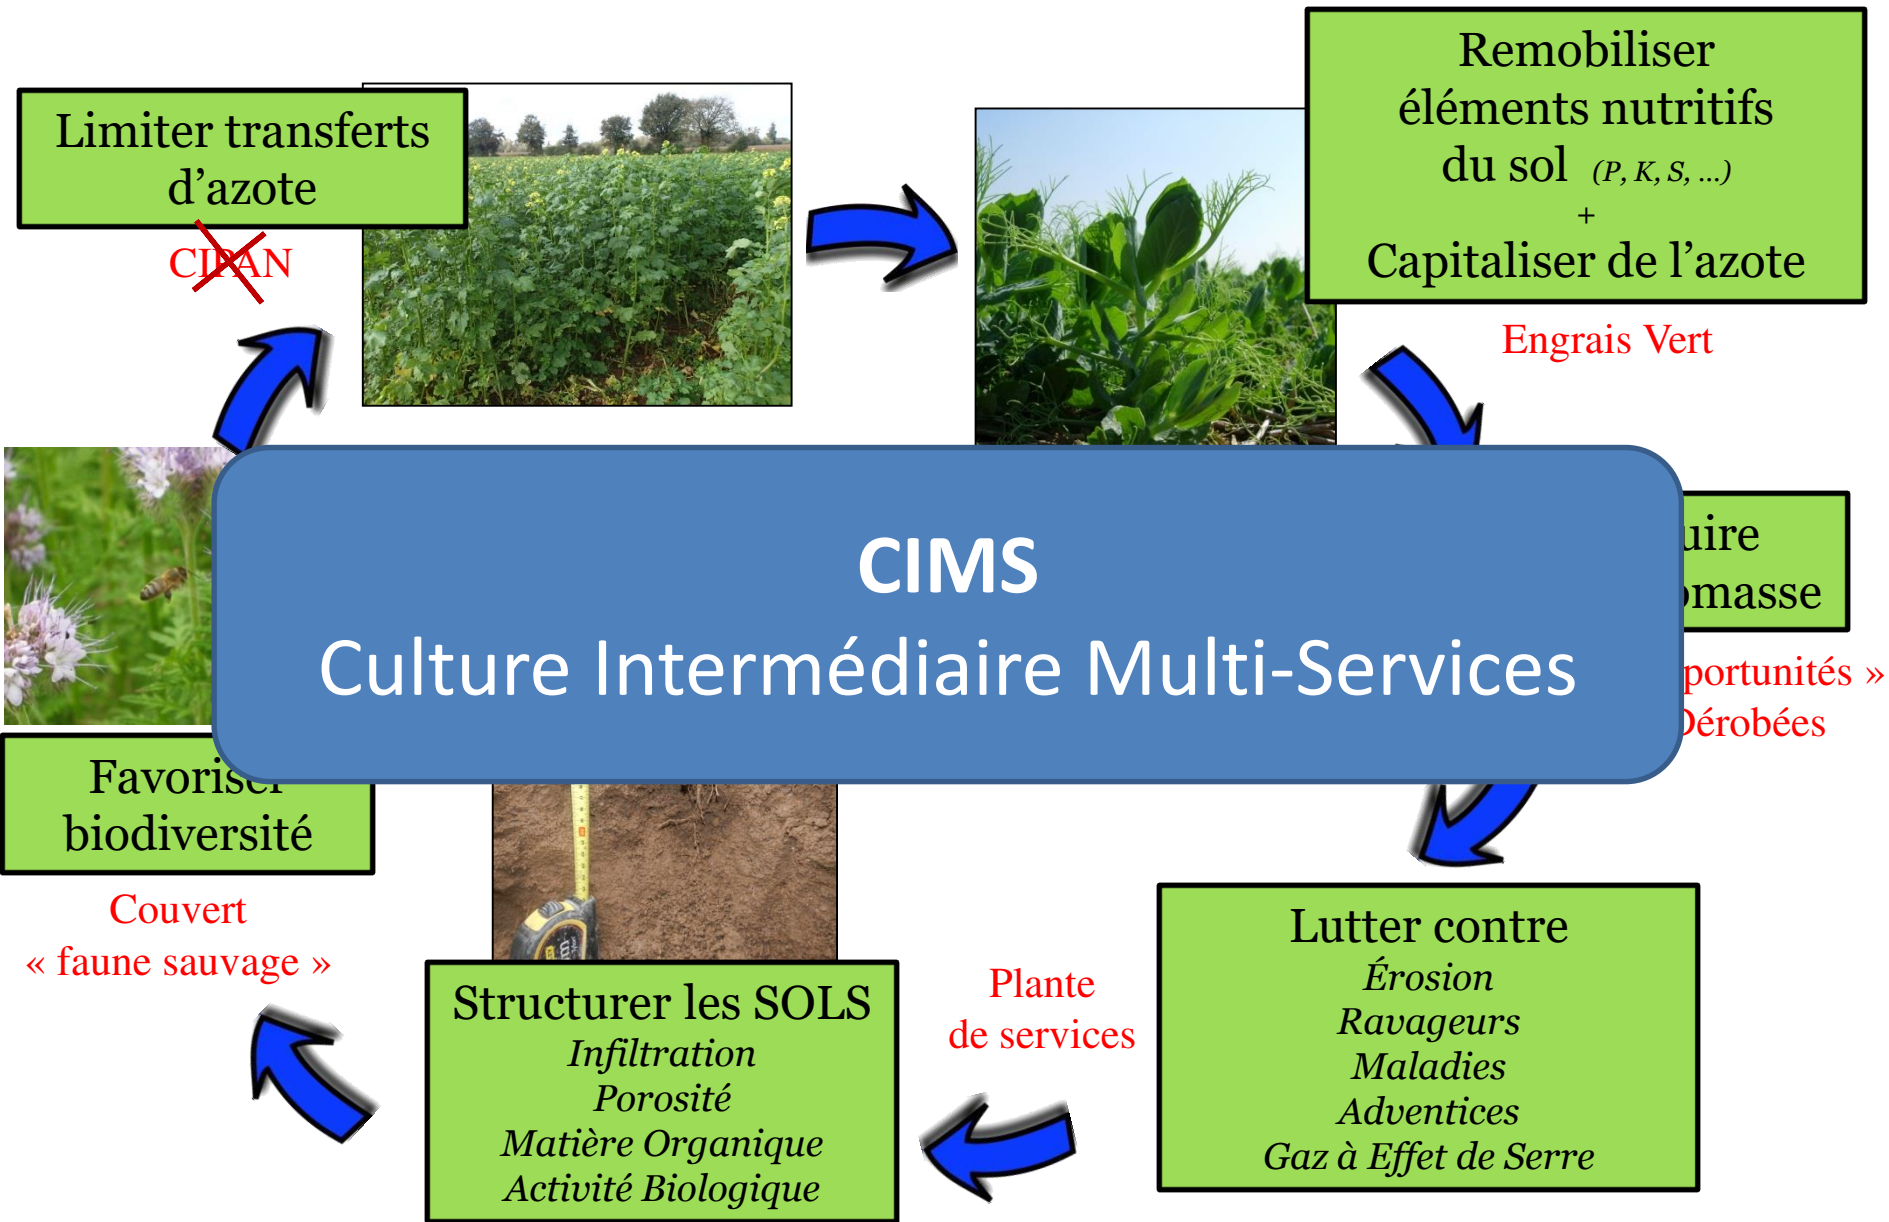 Limiter transferts
d’azote
CIPAN
Remobiliser
éléments nutritifs
du sol (P, K, S, ...)
+
Capitaliser de l’azote
Engrais Vert
CIMS
Culture Intermédiaire Multi-Services
uire
omasse
portunités »
Dérobées
Favoriser
biodiversité
Couvert
« faune sauvage »
Structurer les SOLS
Infiltration
Porosité
Matière Organique
Activité Biologique
Plante
de services
Lutter contre
Érosion
Ravageurs
Maladies
Adventices
Gaz à Effet de Serre